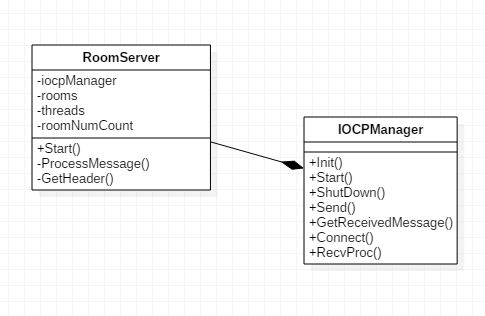 RoomServer
-iocpManager
-rooms
-threads
-roomNumCount
+Start()
-ProcessMessage()
-GetHeader()
IOCPManager
+Init()
+Start()
+ShutDown()
+Send()
+GetReceivedMessage()
+Connect()
+RecvProc()